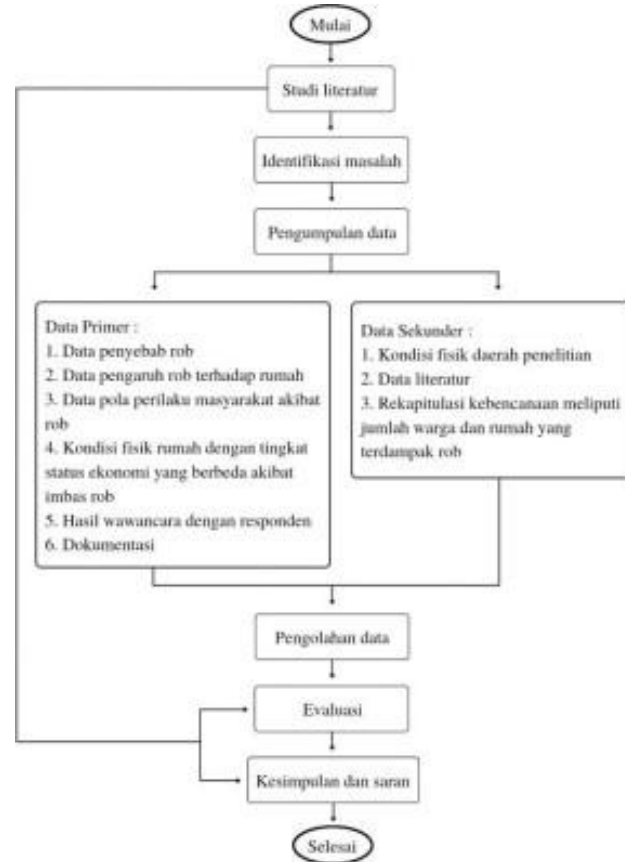 Mulai
Studi literatur
Identifikasi masalah
Pengumpulan data
Data Primer :
1. Data penyebab rob
2. Data pengaruh rob terhadap rumah
3. Data pola perilaku masyarakat akibat
rob
4. Kondisi fisik rumah dengan tingkat
status ekonomi yang berbeda akibat
imbas rob
5. Hasil wawancara dengan responden
6. Dokumentasi
Data Sekunder :
1. Kondisi fisik daerah penelitian
2. Data literatur
3. Rekapitulasi kebencanaan meliputi
jumlah warga dan rumah yang
terdampak rob
Pengolahan data
Evaluasi
Kesimpulan dan saran
Selesai